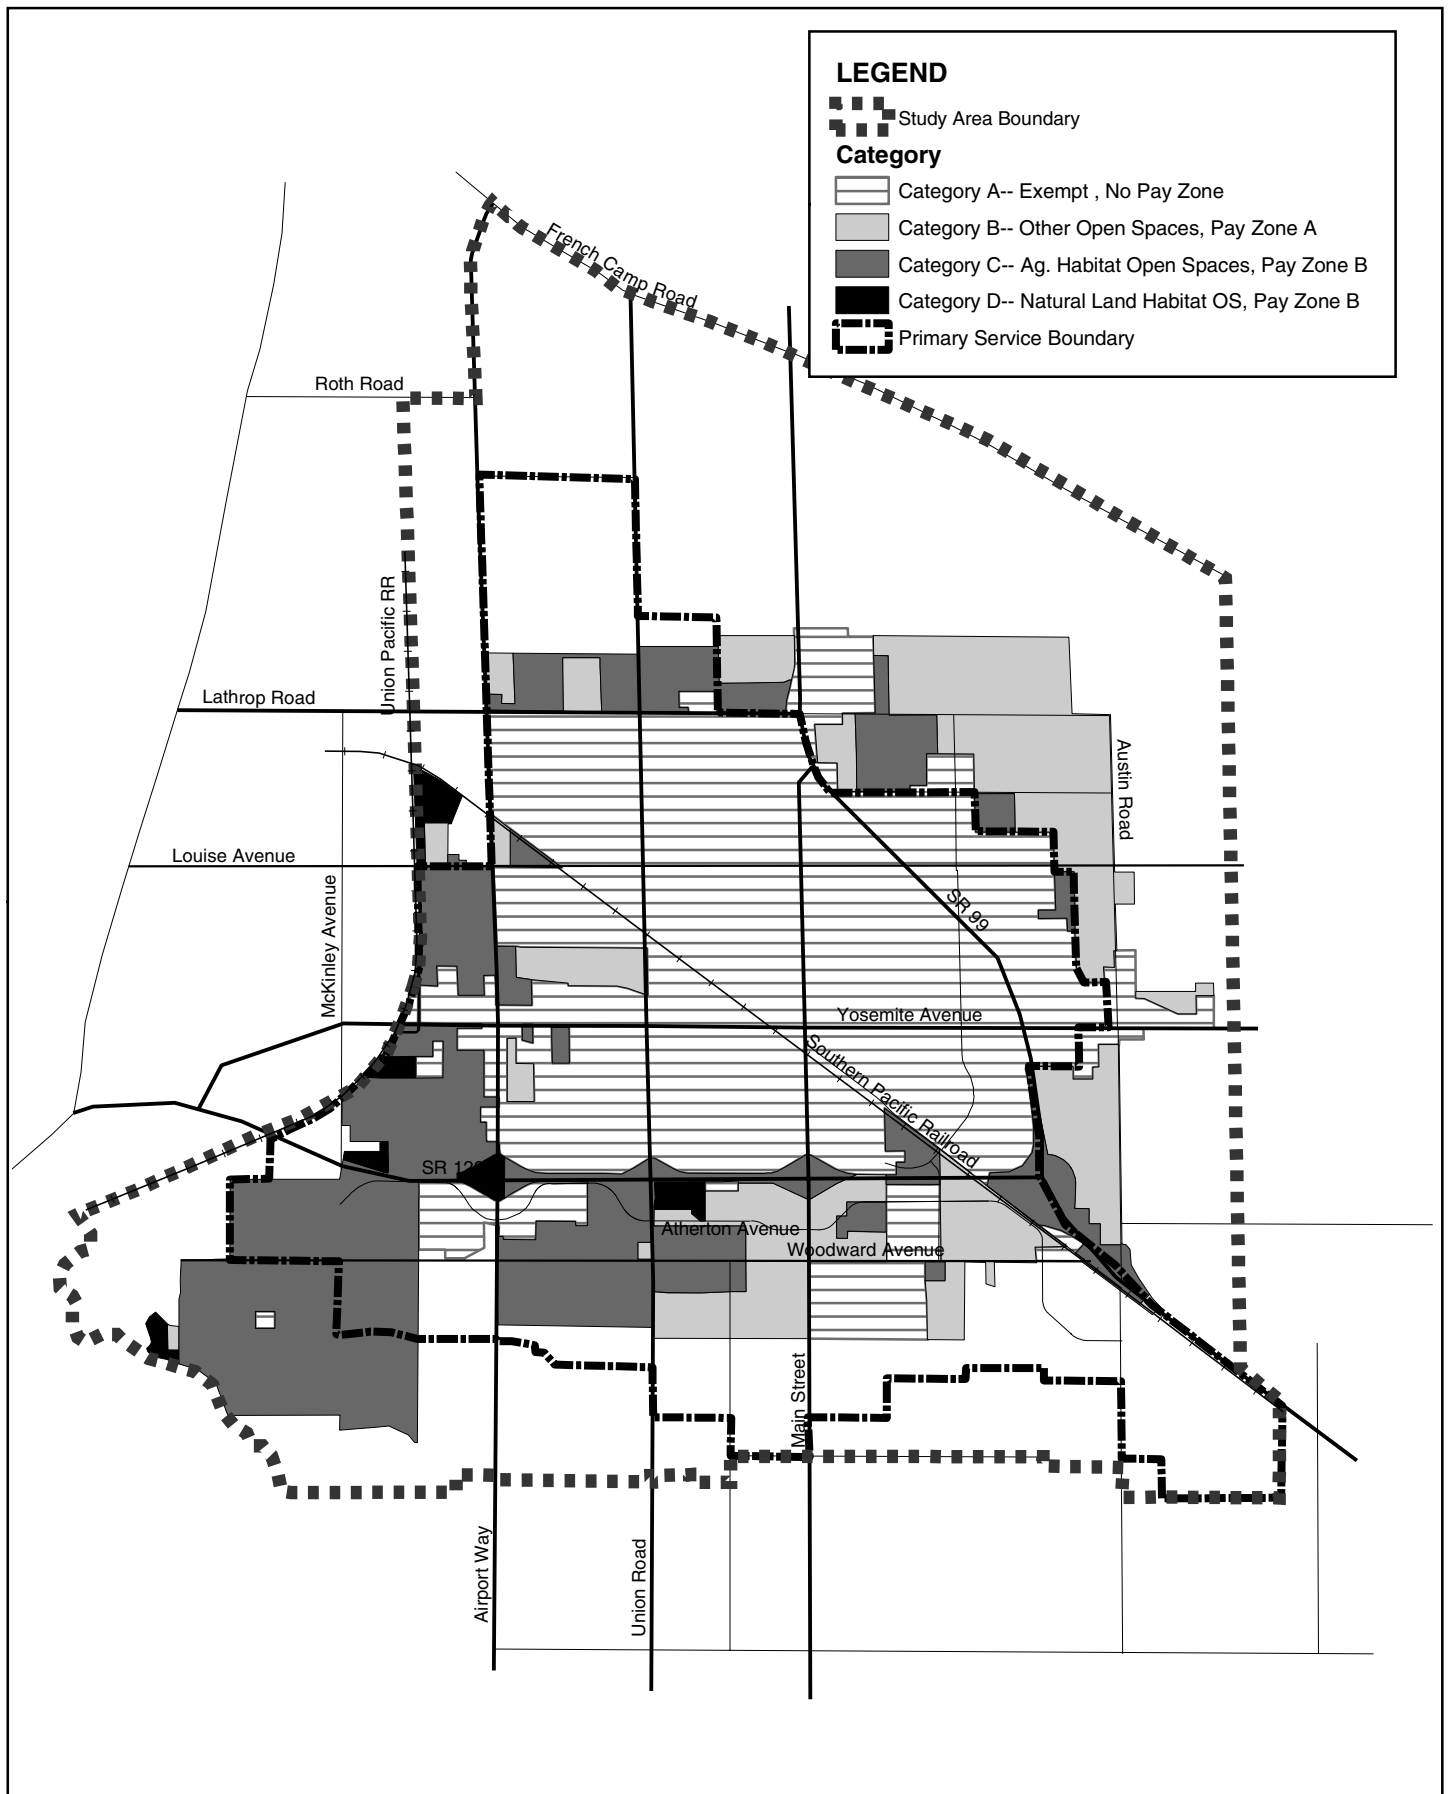 LEGEND
Study Area Boundary
Category
Category A-- Exempt , No Pay Zone
Category B-- Other Open Spaces, Pay Zone A
Category C-- Ag. Habitat Open Spaces, Pay Zone B
Category D-- Natural Land Habitat OS, Pay Zone B
Primary Service Boundary
French Camp Road
Roth Road
Union Pacific RR
Lathrop Road
Austin Road
Louise Avenue
McKinley Avenue
SR 99
Yosemite Avenue
Southern Pacific Railroad
SR
Atherton Avenue
Woodward Avenue
Main Street
Airport Way
Union Road